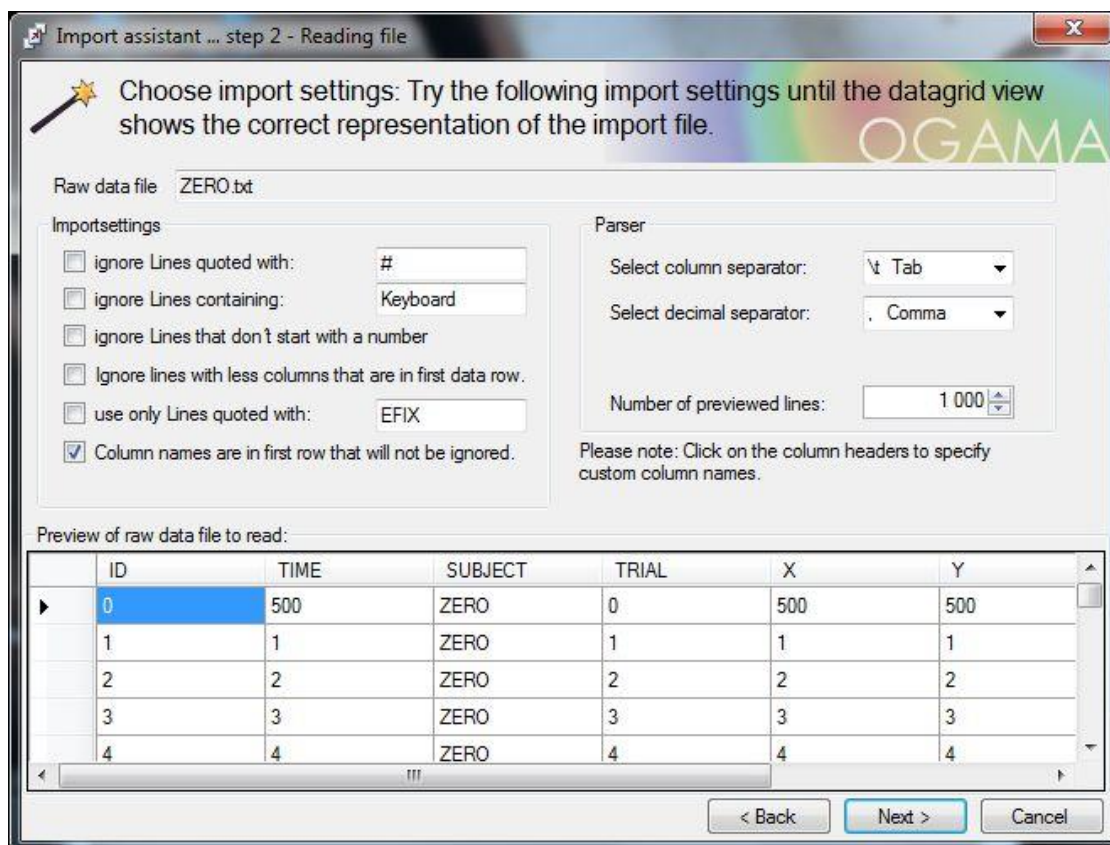 Import assistant ... step 2 - Reading file
x
Choose import settings: Try the following import settings until the datagrid view
shows the correct representation of the import file.
OGAMA
Raw data file ZERO.txt
Importsettings
ignore Lines quoted with: #
ignore Lines containing: Keyboard
ignore Lines that don't start with a number
Ignore lines with less columns that are in first data row.
use only Lines quoted with: EFIX
Column names are in first row that will not be ignored.
Parser
Select column separator: \t Tab
Select decimal separator: , Comma
Number of previewed lines: 1 000
Please note: Click on the column headers to specify
custom column names.
Preview of raw data file to read:
ID TIME SUBJECT TRIAL X Y
0 500 ZERO 0 500 500
1 1 ZERO 1 1 1
2 2 ZERO 2 2 2
3 3 ZERO 3 3 3
4 4 ZERO 4 4 4
< Back Next > Cancel